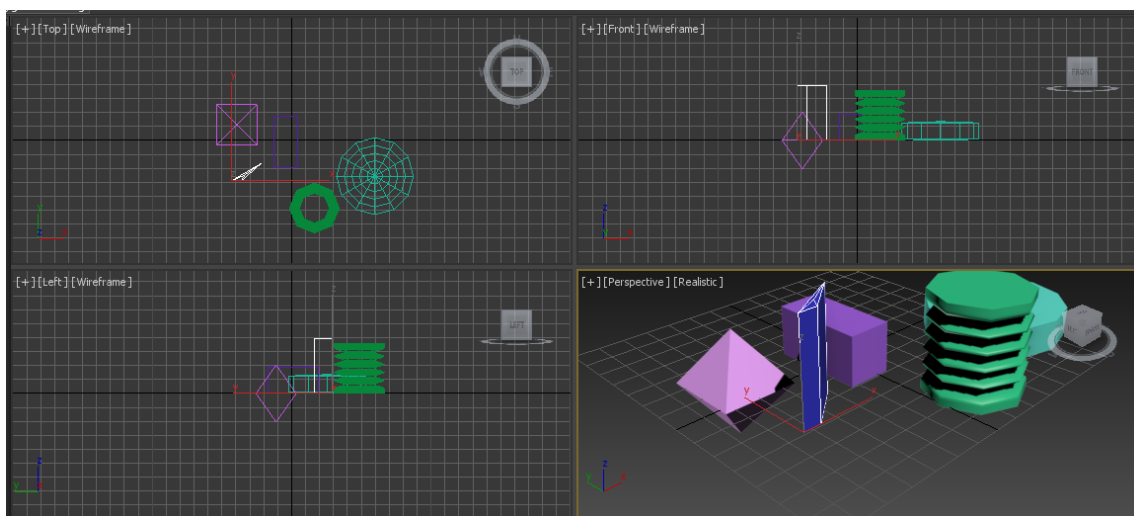 [+] [Top] [Wireframe]
TOP
y
x
z
x
[+] [Front] [Wireframe]
FRONT
z
x
z
y
x
[+] [Left] [Wireframe]
LEFT
z
z
y
[+] [Perspective] [Realistic]
z
y
x
z
y
x